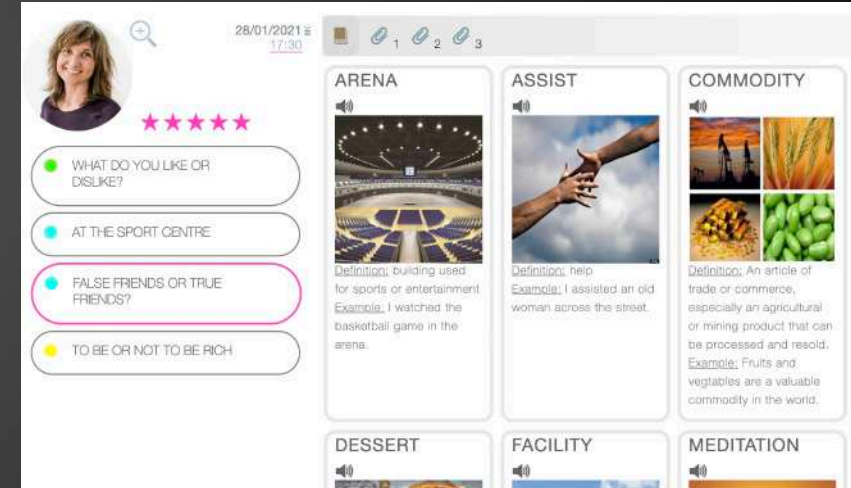 28/01/2021
17:30
WHAT DO YOU LIKE OR
DISLIKE?
AT THE SPORT CENTRE
FALSE FRIENDS OR TRUE
FRIENDS?
TO BE OR NOT TO BE RICH
1 2 3
ARENA
Definition: building used
for sports or entertainment
Example: I watched the
basketball game in the
arena.
ASSIST
Definition: help
Example: I assisted an old
woman across the street.
COMMODITY
Definition: An article of
trade or commerce,
especially an agricultural
or mining product that can
be processed and resold.
Example: Fruits and
vegtables are a valuable
commodity in the world.
DESSERT
FACILITY
MEDITATION